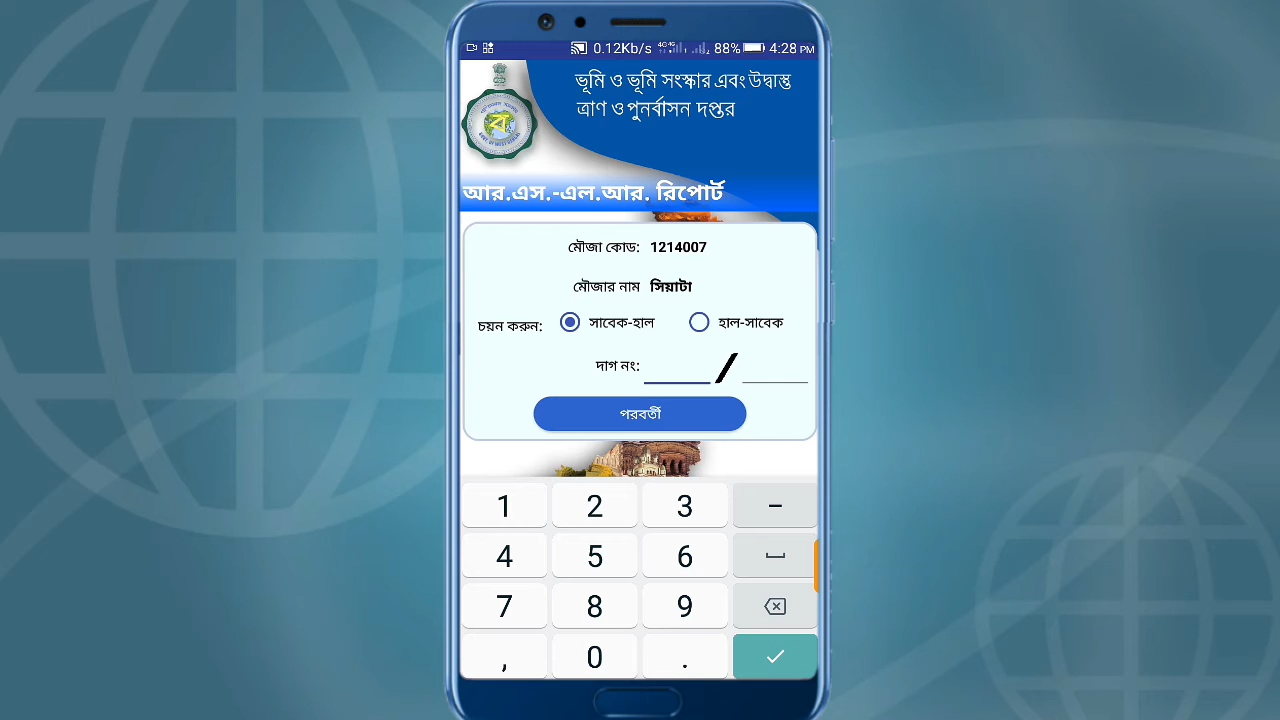 0.12Kb/s 4G 88% 4:28 PM
ভূমি ও ভূমি সংস্কার এবং উদ্বাস্তু
ত্রাণ ও পুনর্বাসন দপ্তর
আর.এস.-এল.আর. রিপোর্ট
মৌজা কোড: 1214007
মৌজার নাম সিয়াটা
চয়ন করুন: সাবেক-হাল হাল-সাবেক
দাগ নং: /
পরবর্তী
1 2 3 -
4 5 6
7 8 9
, 0 .